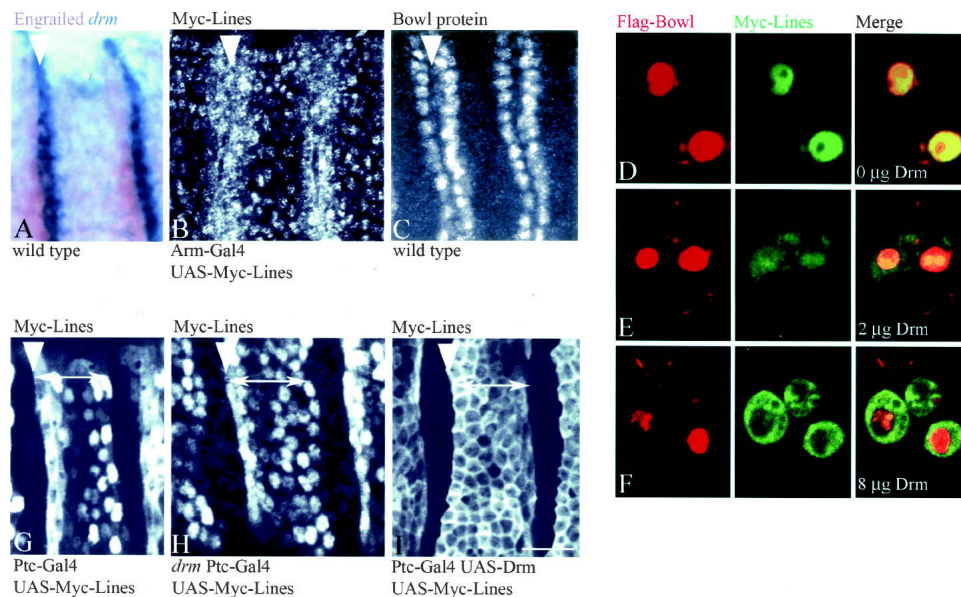 Engrailed drm
Myc-Lines
Bowl protein
A
B
C
wild type
Arm-Gal4
UAS-Myc-Lines
wild type
Myc-Lines
Myc-Lines
Myc-Lines
G
H
I
Ptc-Gal4
UAS-Myc-Lines
drm Ptc-Gal4
UAS-Myc-Lines
Ptc-Gal4 UAS-Drm
UAS-Myc-Lines
Flag-Bowl
Myc-Lines
Merge
D
0 µg Drm
E
2 µg Drm
F
8 µg Drm